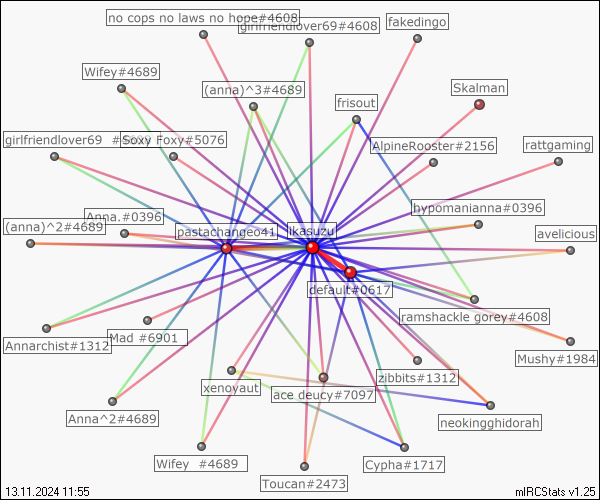 no cops no laws no hope#4608
girlfriendlover69#4608
fakedingo
Wifey#4689
(anna)^3#4689
frisout
Skalman
girlfriendlover69
Soxy Foxy#5076
AlpineRooster#2156
rattgaming
(anna)^2#4689
Anna.#0396
pastachangeo41
ikasuzu
hypomanianna#0396
avelicious
default#0617
ramshackle gorey#4608
Annarchist#1312
Mad #6901
Mushy#1984
xenoyaut
ace deucy#7097
zibbits#1312
Anna^2#4689
neokingghidorah
Wifey #4689
Toucan#2473
Cypha#1717
13.11.2024 11:55
mIRCStats v1.25